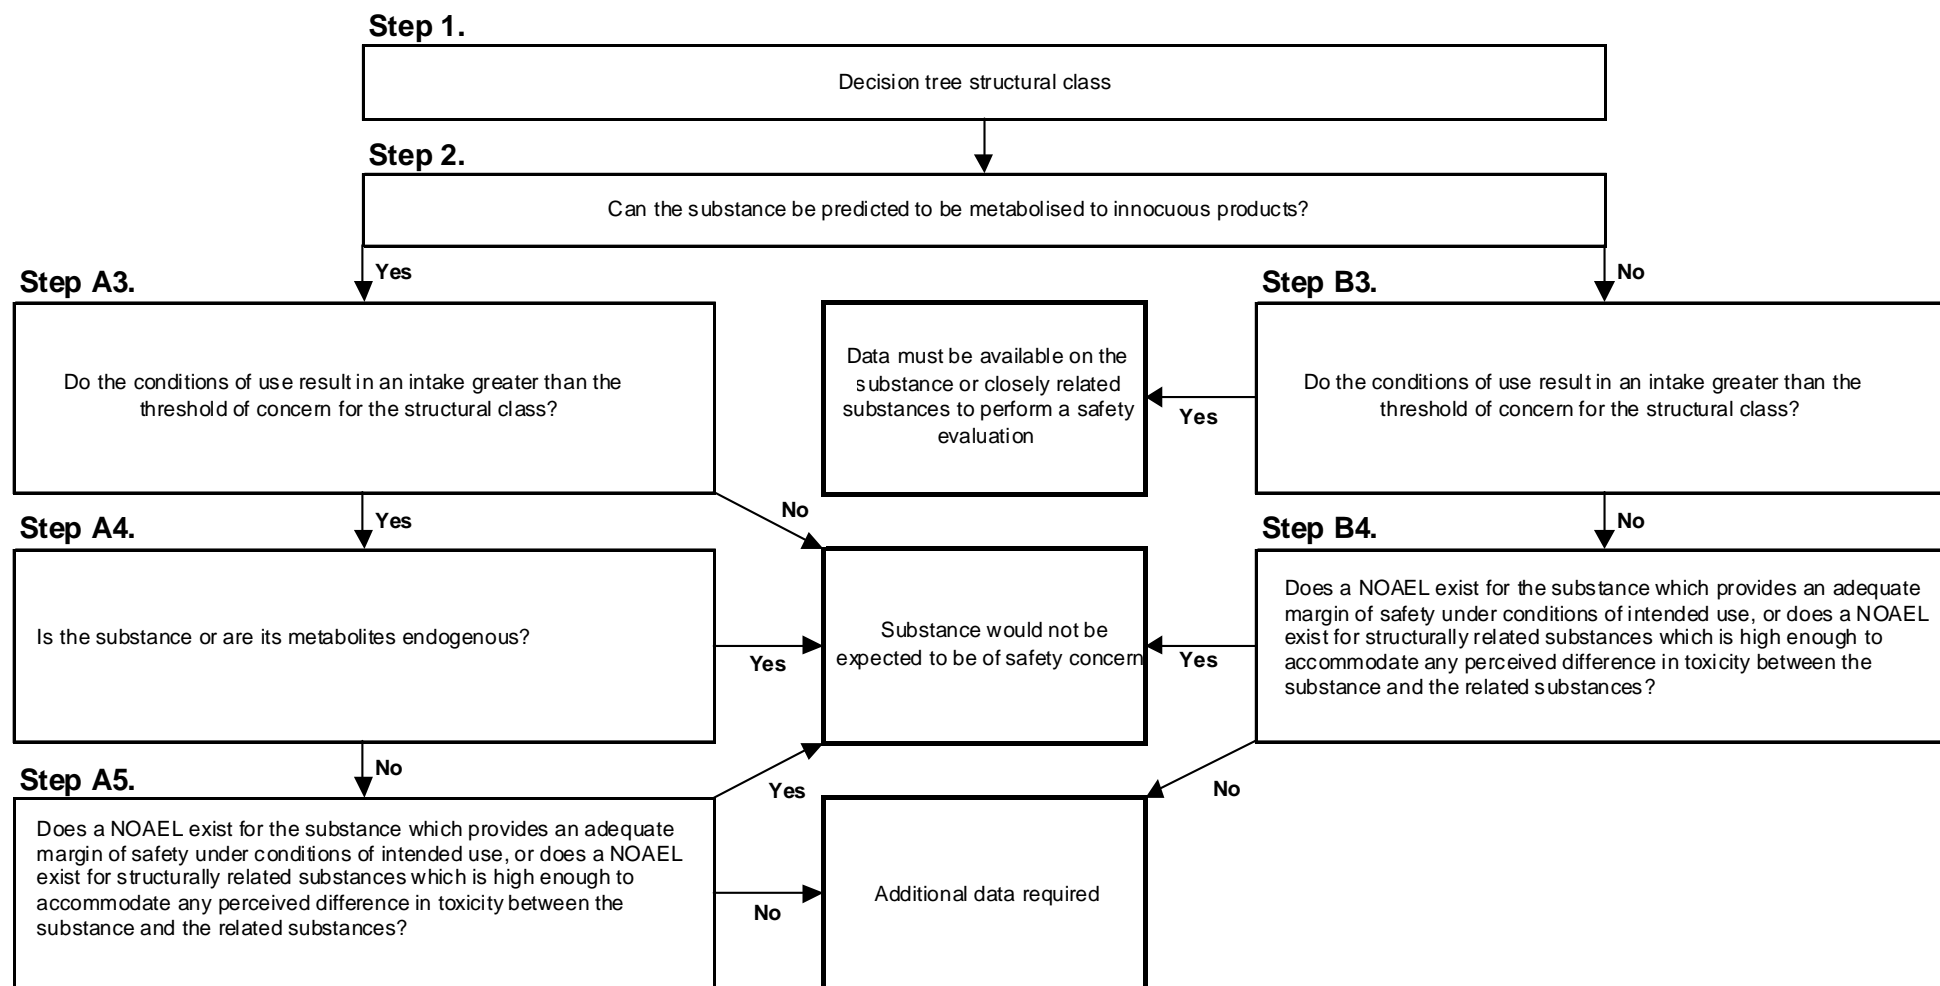 Step 1.
Decision tree structural class
Step 2.
Can the substance be predicted to be metabolised to innocuous products?
Yes
No
Step A3.
Do the conditions of use result in an intake greater than the
threshold of concern for the structural class?
Data must be available on the
substance or closely related
substances to perform a safety
evaluation
Step B3.
Do the conditions of use result in an intake greater than the
threshold of concern for the structural class?
Yes
Yes
No
No
Step A4.
Is the substance or are its metabolites endogenous?
Yes
Substance would not be
expected to be of safety concern
Step B4.
Does a NOAEL exist for the substance which provides an adequate
margin of safety under conditions of intended use, or does a NOAEL
exist for structurally related substances which is high enough to
accommodate any perceived difference in toxicity between the
substance and the related substances?
Yes
No
Yes
No
Step A5.
Does a NOAEL exist for the substance which provides an adequate
margin of safety under conditions of intended use, or does a NOAEL
exist for structurally related substances which is high enough to
accommodate any perceived difference in toxicity between the
substance and the related substances?
No
Additional data required